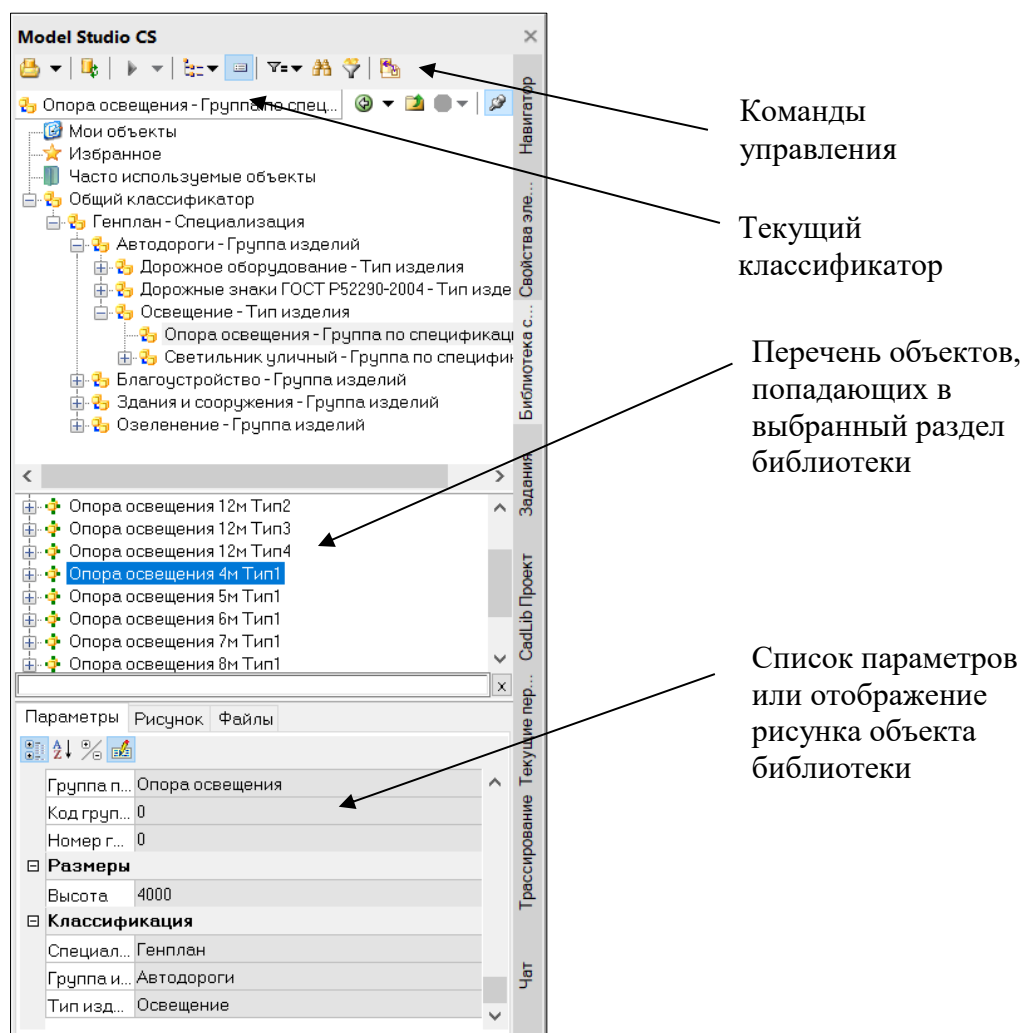 Model Studio CS
Опора освещения - Группа по спец...
Мои объекты
Избранное
Часто используемые объекты
Общий классификатор
Генплан - Специализация
Автодороги - Группа изделий
Дорожное оборудование - Тип изделия
Дорожные знаки ГОСТ Р52290-2004 - Тип изде
Освещение - Тип изделия
Опора освещения - Группа по спецификац
Светильник уличный - Группа по специфик
Благоустройство - Группа изделий
Здания и сооружения - Группа изделий
Озеленение - Группа изделий
Опора освещения 12м Тип2
Опора освещения 12м Тип3
Опора освещения 12м Тип4
Опора освещения 4м Тип1
Опора освещения 5м Тип1
Опора освещения 6м Тип1
Опора освещения 7м Тип1
Опора освещения 8м Тип1
x
Параметры Рисунок Файлы
Группа п... Опора освещения
Код груп... 0
Номер г... 0
Размеры
Высота 4000
Классификация
Специал... Генплан
Группа и... Автодороги
Тип изд... Освещение
Навигатор
Свойства эле...
Библиотека с...
Задания
CadLib Проект
Текущие пер...
Трассирование
Чат
Команды
управления
Текущий
классификатор
Перечень объектов,
попадающих в
выбранный раздел
библиотеки
Список параметров
или отображение
рисунка объекта
библиотеки